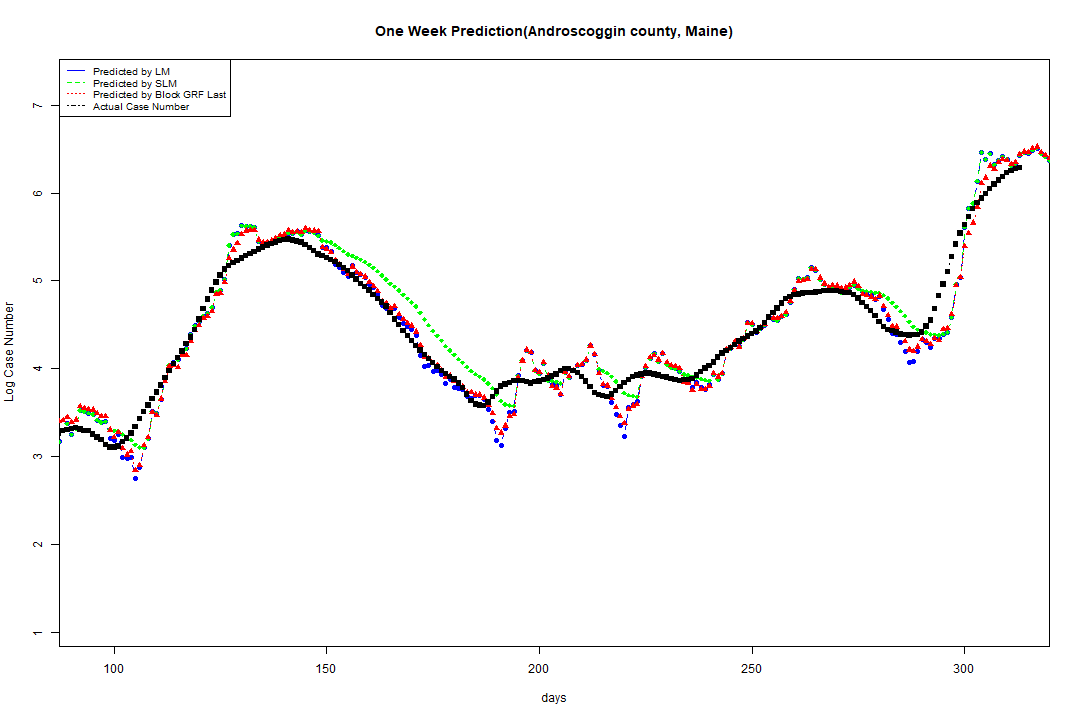 One Week Prediction(Androscoggin county, Maine)
Predicted by LM
Predicted by SLM
Predicted by Block GRF Last
Actual Case Number
Log Case Number
7
6
5
4
3
2
1
100 150 200 250 300
days